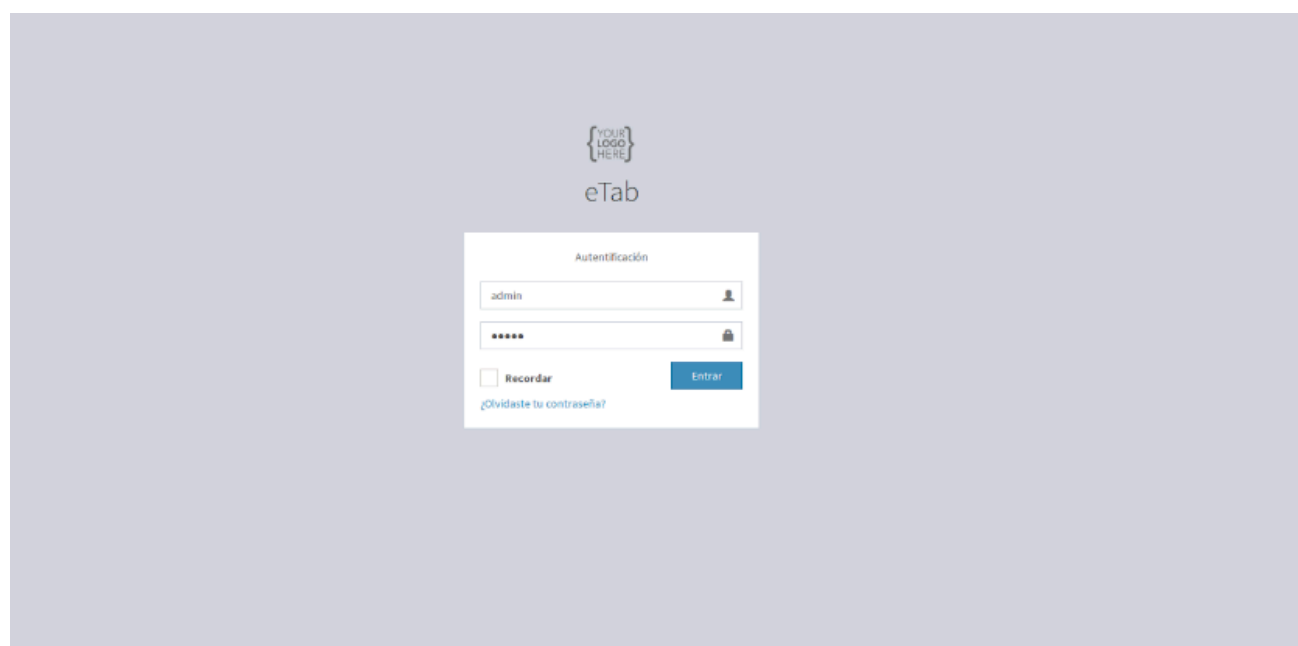 {YOUR
LOGO
HERE}
eTab
Autentificación
admin
•••••
Recordar
Entrar
¿Olvidaste tu contraseña?